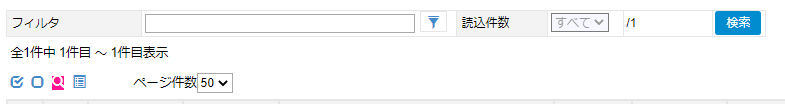 フィルタ 読込件数 すべて /1 検索
全1件中 1件目 ～ 1件目表示
ページ件数 50